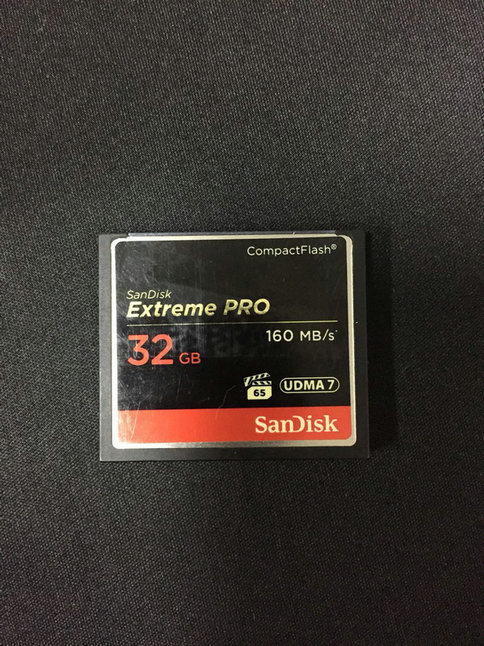 CompactFlash®
SanDisk
Extreme PRO
160 MB/s*
32 GB
65
UDMA 7
SanDisk